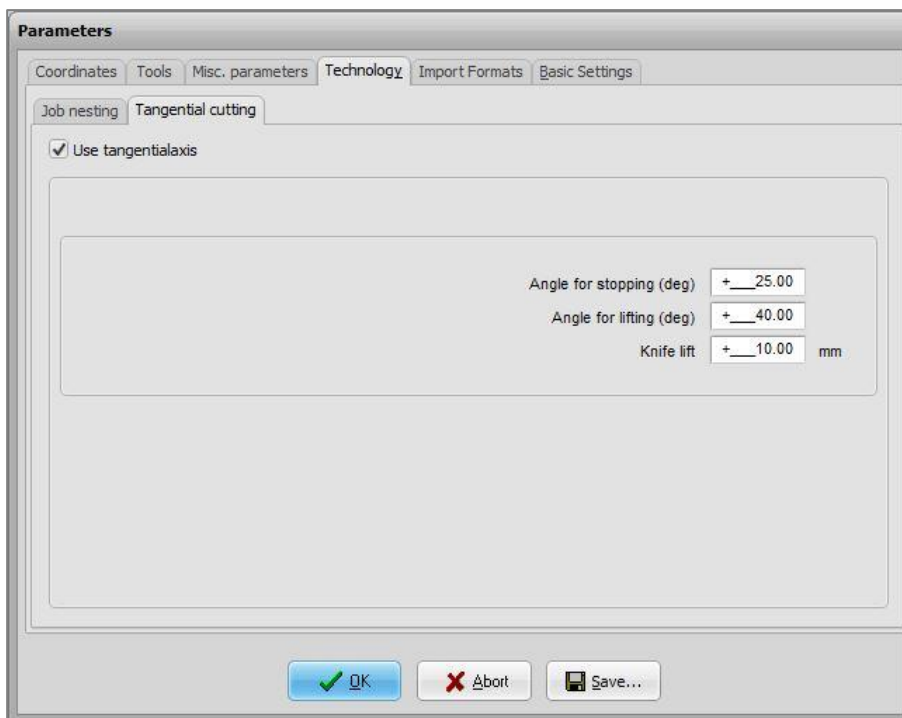 Parameters
Coordinates Tools Misc. parameters Technology Import Formats Basic Settings
Job nesting Tangential cutting
Use tangentialaxis
Angle for stopping (deg) +___25.00
Angle for lifting (deg) +___40.00
Knife lift +___10.00 mm
OK Abort Save...